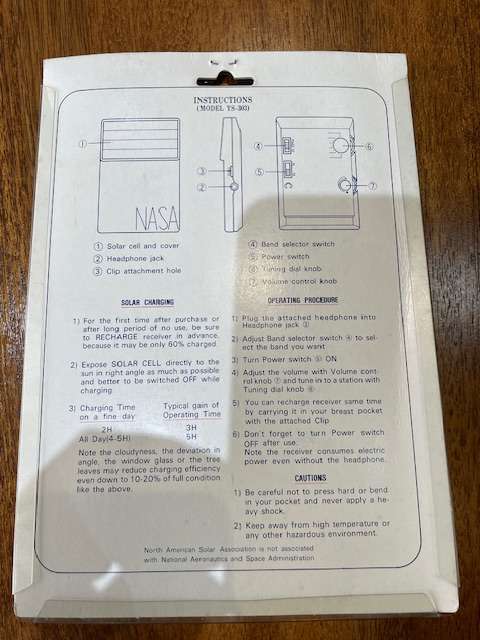 INSTRUCTIONS
(MODEL TS-303)
①
③
②
④
⑤
⑥
⑦
NASA
① Solar cell and cover
② Headphone jack
③ Clip attachment hole
④ Band selector switch
⑤ Power switch
⑥ Tuning dial knob
⑦ Volume control knob
SOLAR CHARGING
1) For the first time after purchase or
after long period of no use, be sure
to RECHARGE receiver in advance,
because it may be only 60% charged.
2) Expose SOLAR CELL directly to the
sun in right angle as much as possible
and better to be switched OFF while
charging.
3) Charging Time Typical gain of
on a fine day Operating Time
2H 3H
All Day(4-5H) 5H
Note the cloudyness, the deviation in
angle, the window glass or the tree
leaves may reduce charging efficiency
even down to 10-20% of full condition
like the above.
OPERATING PROCEDURE
1) Plug the attached headphone into
Headphone jack ②
2) Adjust Band selector switch ④ to sel-
ect the band you want.
3) Turn Power switch ⑤ ON
4) Adjust the volume with Volume cont-
rol knob ⑦ and tune in to a station with
Tuning dial knob ⑥
5) You can recharge receiver same time
by carrying it in your breast pocket
with the attached Clip
6) Don't forget to turn Power switch
OFF after use.
Note the receiver consumes electric
power even without the headphone.
CAUTIONS
1) Be careful not to press hard or bend
in your pocket and never apply a he-
avy shock.
2) Keep away from high temperature or
any other hazardous environment.
North American Solar Association is not associated
with National Aeronautics and Space Administration